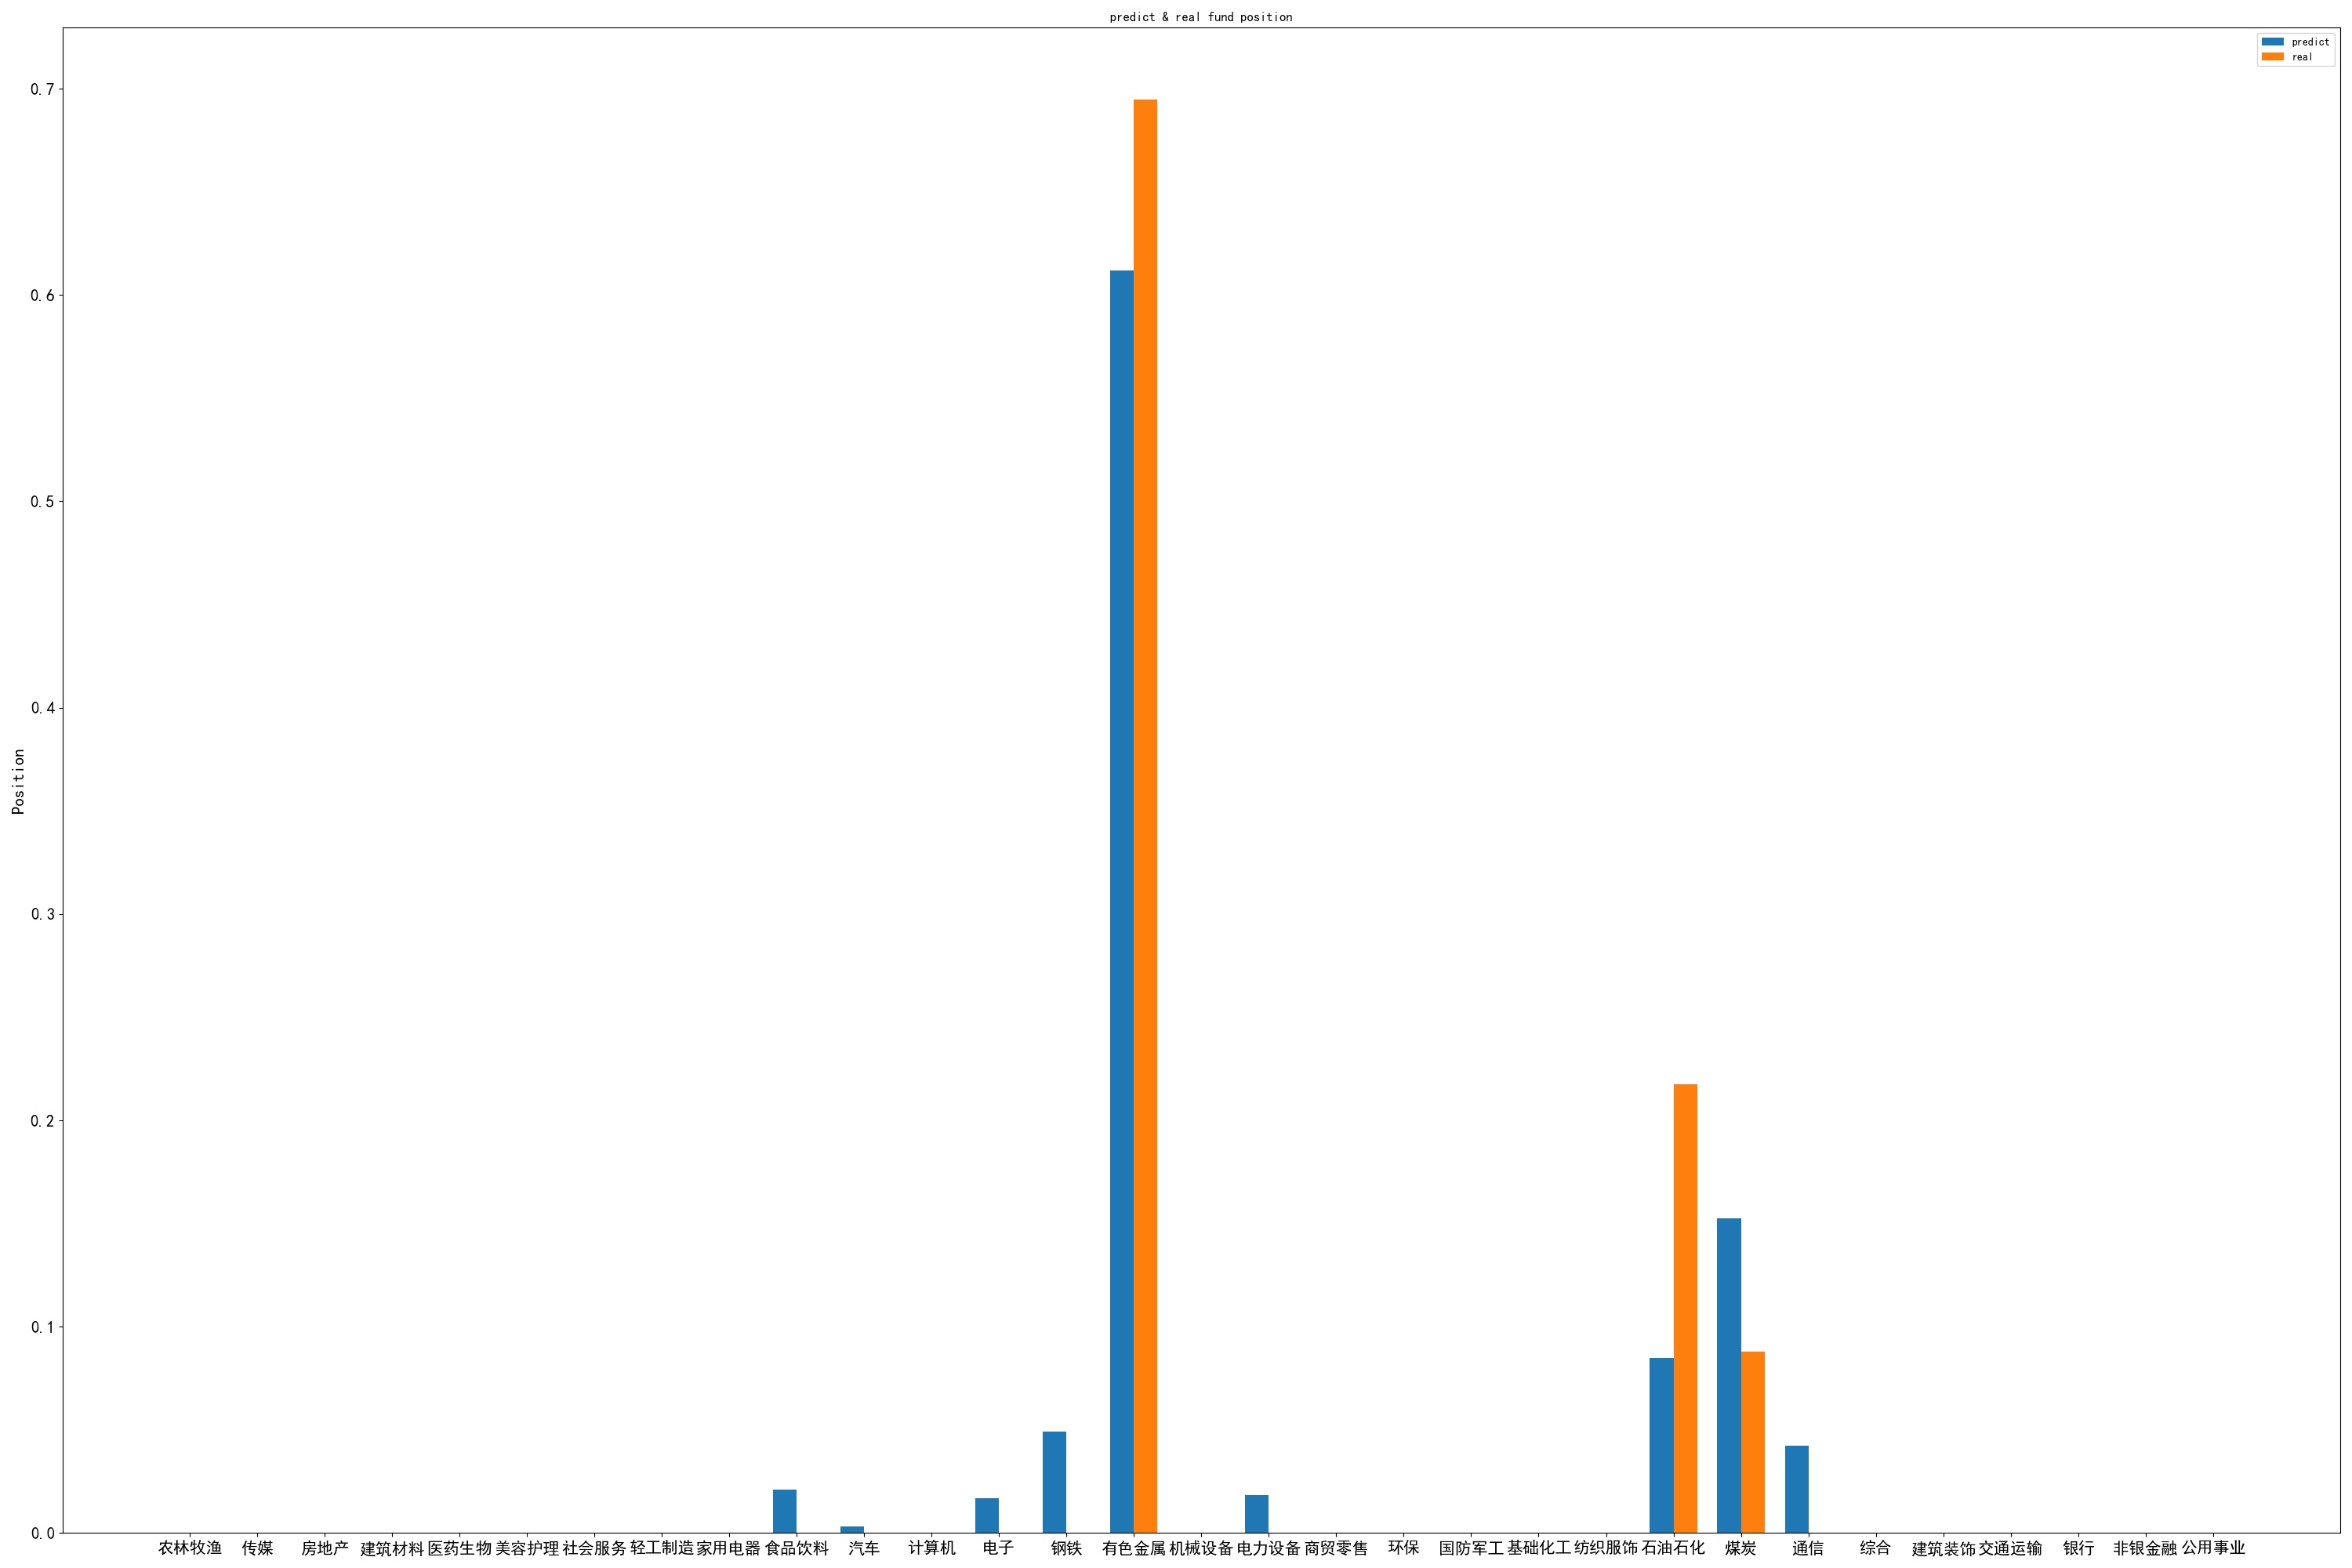 predict & real fund position
predict
real
0.7
0.6
0.5
0.4
0.3
0.2
0.1
0.0
Position
农林牧渔 传媒 房地产 建筑材料 医药生物 美容护理 社会服务 轻工制造 家用电器 食品饮料 汽车 计算机 电子 钢铁 有色金属 机械设备 电力设备 商贸零售 环保 国防军工 基础化工 纺织服饰 石油石化 煤炭 通信 综合 建筑装饰 交通运输 银行 非银金融 公用事业